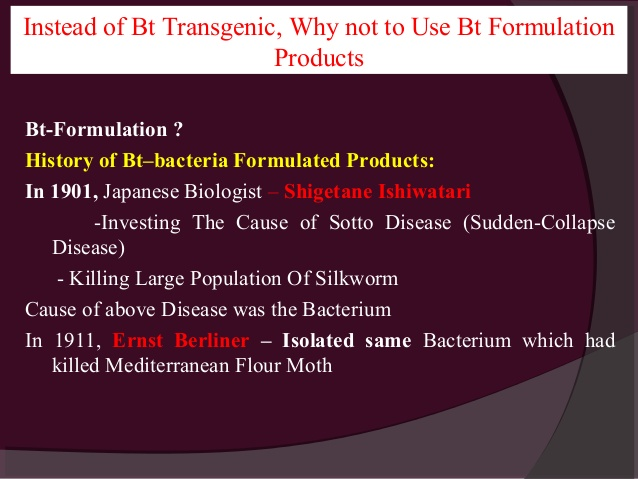 Instead of Bt Transgenic, Why not to Use Bt Formulation
Products
Bt-Formulation ?
History of Bt–bacteria Formulated Products:
In 1901, Japanese Biologist – Shigetane Ishiwatari
-Investing The Cause of Sotto Disease (Sudden-Collapse
Disease)
- Killing Large Population Of Silkworm
Cause of above Disease was the Bacterium
In 1911, Ernst Berliner – Isolated same Bacterium which had
killed Mediterranean Flour Moth